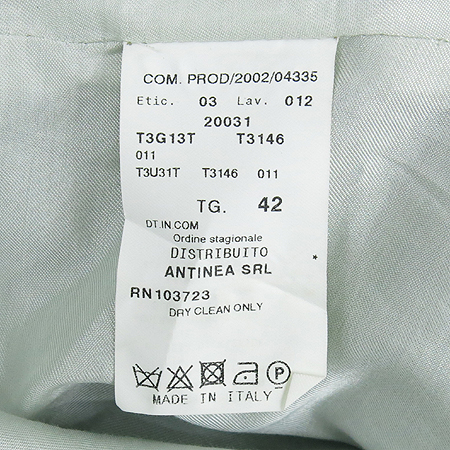 COM. PROD/2002/04335
Etic. 03 Lav. 012
20031
T3G13T T3146
011
T3U31T T3146 011
TG. 42
DT.IN.COM
Ordine stagionale
DISTRIBUITO *
ANTINEA SRL
RN103723
DRY CLEAN ONLY
P
MADE IN ITALY